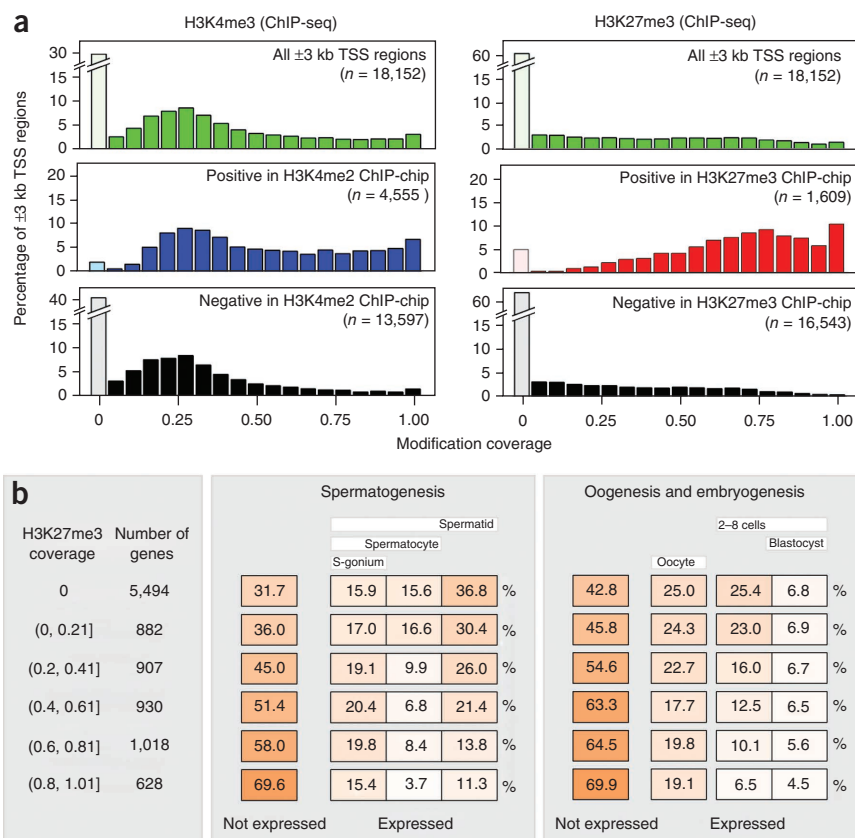 a
H3K4me3 (ChIP-seq)
H3K27me3 (ChIP-seq)
Percentage of ±3 kb TSS regions
30
15
10
5
0
All ±3 kb TSS regions
(n = 18,152)
60
15
10
5
0
All ±3 kb TSS regions
(n = 18,152)
20
15
10
5
0
Positive in H3K4me2 ChIP-chip
(n = 4,555 )
20
15
10
5
0
Positive in H3K27me3 ChIP-chip
(n = 1,609)
40
15
10
5
0
Negative in H3K4me2 ChIP-chip
(n = 13,597)
60
15
10
5
0
Negative in H3K27me3 ChIP-chip
(n = 16,543)
0 0.25 0.50 0.75 1.00
0 0.25 0.50 0.75 1.00
Modification coverage
b
Spermatogenesis
Oogenesis and embryogenesis
H3K27me3 coverage
Number of genes
Spermatid
Spermatocyte
S-gonium
2–8 cells
Blastocyst
Oocyte
0 5,494 31.7 15.9 15.6 36.8 % 42.8 25.0 25.4 6.8 %
(0, 0.21] 882 36.0 17.0 16.6 30.4 % 45.8 24.3 23.0 6.9 %
(0.2, 0.41] 907 45.0 19.1 9.9 26.0 % 54.6 22.7 16.0 6.7 %
(0.4, 0.61] 930 51.4 20.4 6.8 21.4 % 63.3 17.7 12.5 6.5 %
(0.6, 0.81] 1,018 58.0 19.8 8.4 13.8 % 64.5 19.8 10.1 5.6 %
(0.8, 1.01] 628 69.6 15.4 3.7 11.3 % 69.9 19.1 6.5 4.5 %
Not expressed Expressed Not expressed Expressed